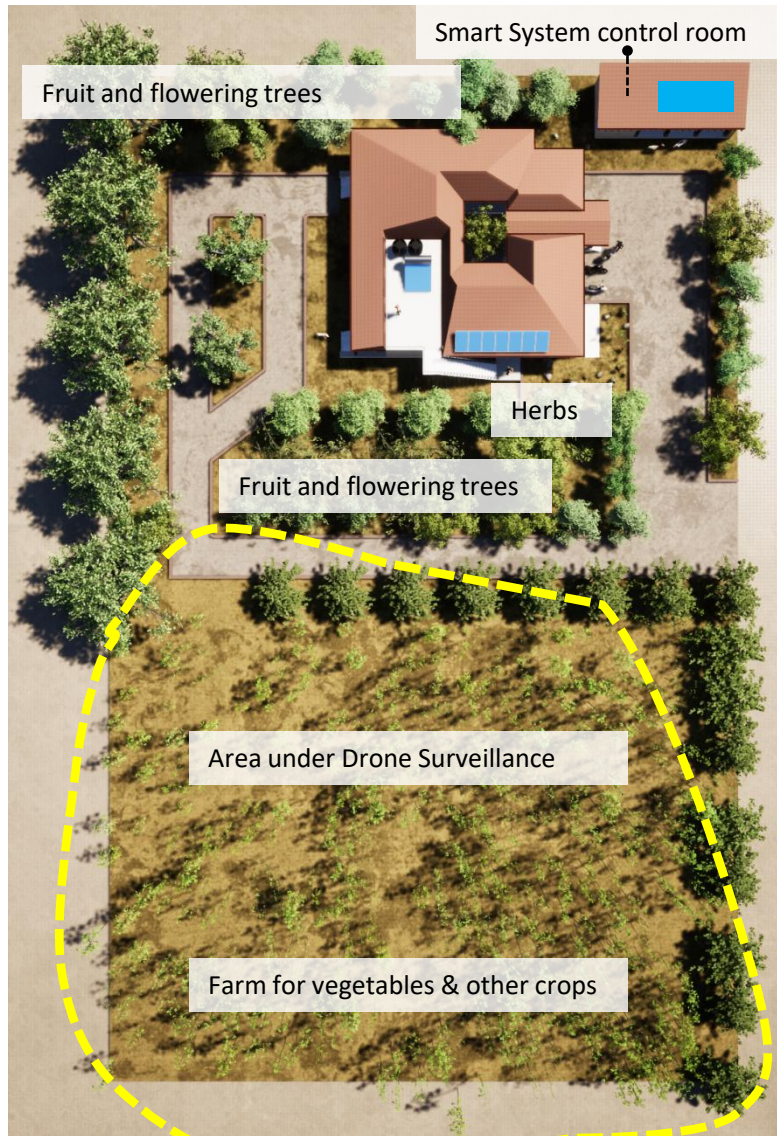 Smart System control room
Fruit and flowering trees
Herbs
Fruit and flowering trees
Area under Drone Surveillance
Farm for vegetables & other crops